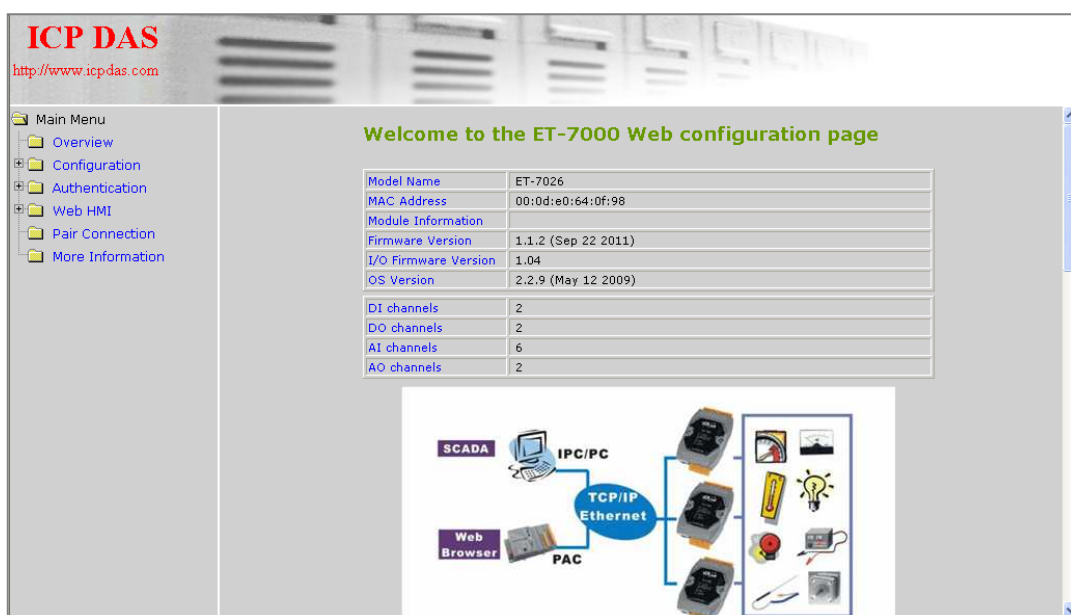 ICP DAS
http://www.icpdas.com
Main Menu
Overview
Configuration
Authentication
Web HMI
Pair Connection
More Information
Welcome to the ET-7000 Web configuration page
Model Name ET-7026
MAC Address 00:0d:e0:64:0f:98
Module Information
Firmware Version 1.1.2 (Sep 22 2011)
I/O Firmware Version 1.04
OS Version 2.2.9 (May 12 2009)
DI channels 2
DO channels 2
AI channels 6
AO channels 2
SCADA
IPC/PC
TCP/IP
Ethernet
Web
Browser
PAC